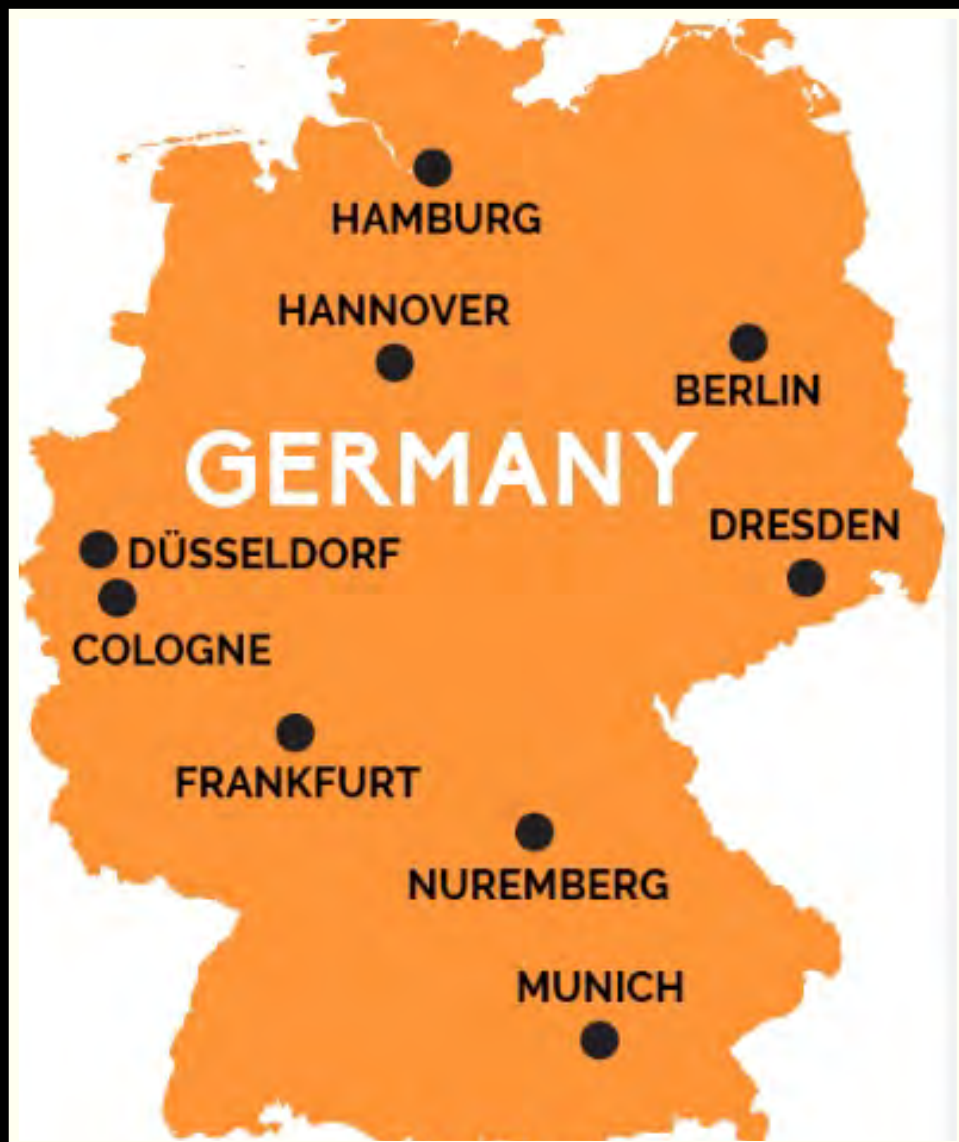 HAMBURG
HANNOVER
BERLIN
GERMANY
DRESDEN
DÜSSELDORF
COLOGNE
FRANKFURT
NUREMBERG
MUNICH